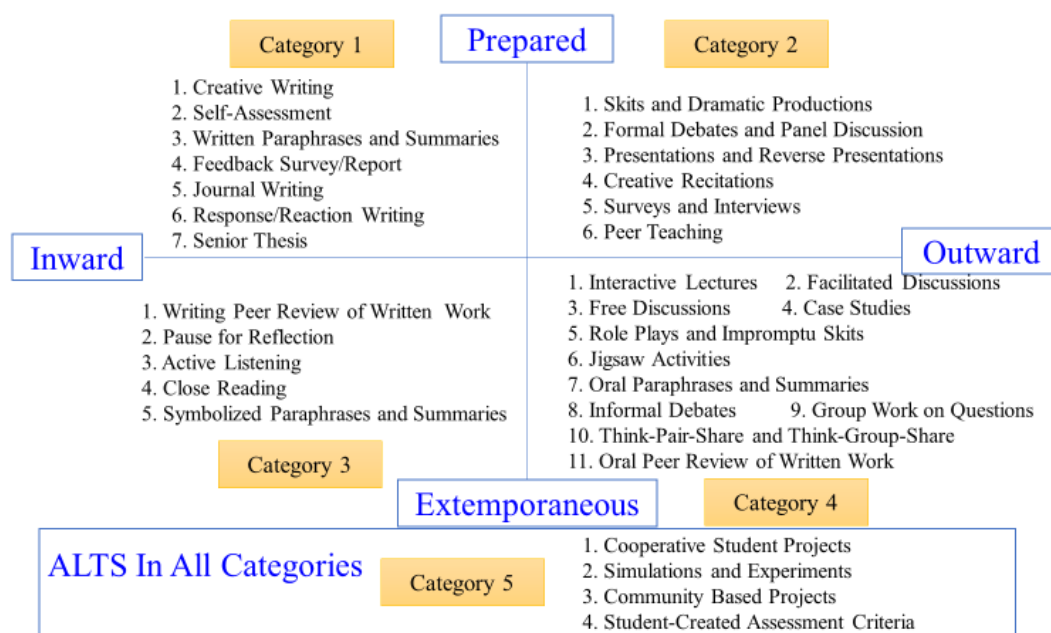 Category 1
Prepared
Category 2
1. Creative Writing
2. Self-Assessment
3. Written Paraphrases and Summaries
4. Feedback Survey/Report
5. Journal Writing
6. Response/Reaction Writing
7. Senior Thesis
1. Skits and Dramatic Productions
2. Formal Debates and Panel Discussion
3. Presentations and Reverse Presentations
4. Creative Recitations
5. Surveys and Interviews
6. Peer Teaching
Inward
Outward
1. Writing Peer Review of Written Work
2. Pause for Reflection
3. Active Listening
4. Close Reading
5. Symbolized Paraphrases and Summaries
1. Interactive Lectures 2. Facilitated Discussions
3. Free Discussions 4. Case Studies
5. Role Plays and Impromptu Skits
6. Jigsaw Activities
7. Oral Paraphrases and Summaries
8. Informal Debates 9. Group Work on Questions
10. Think-Pair-Share and Think-Group-Share
11. Oral Peer Review of Written Work
Category 3
Extemporaneous
Category 4
ALTS In All Categories
Category 5
1. Cooperative Student Projects
2. Simulations and Experiments
3. Community Based Projects
4. Student-Created Assessment Criteria